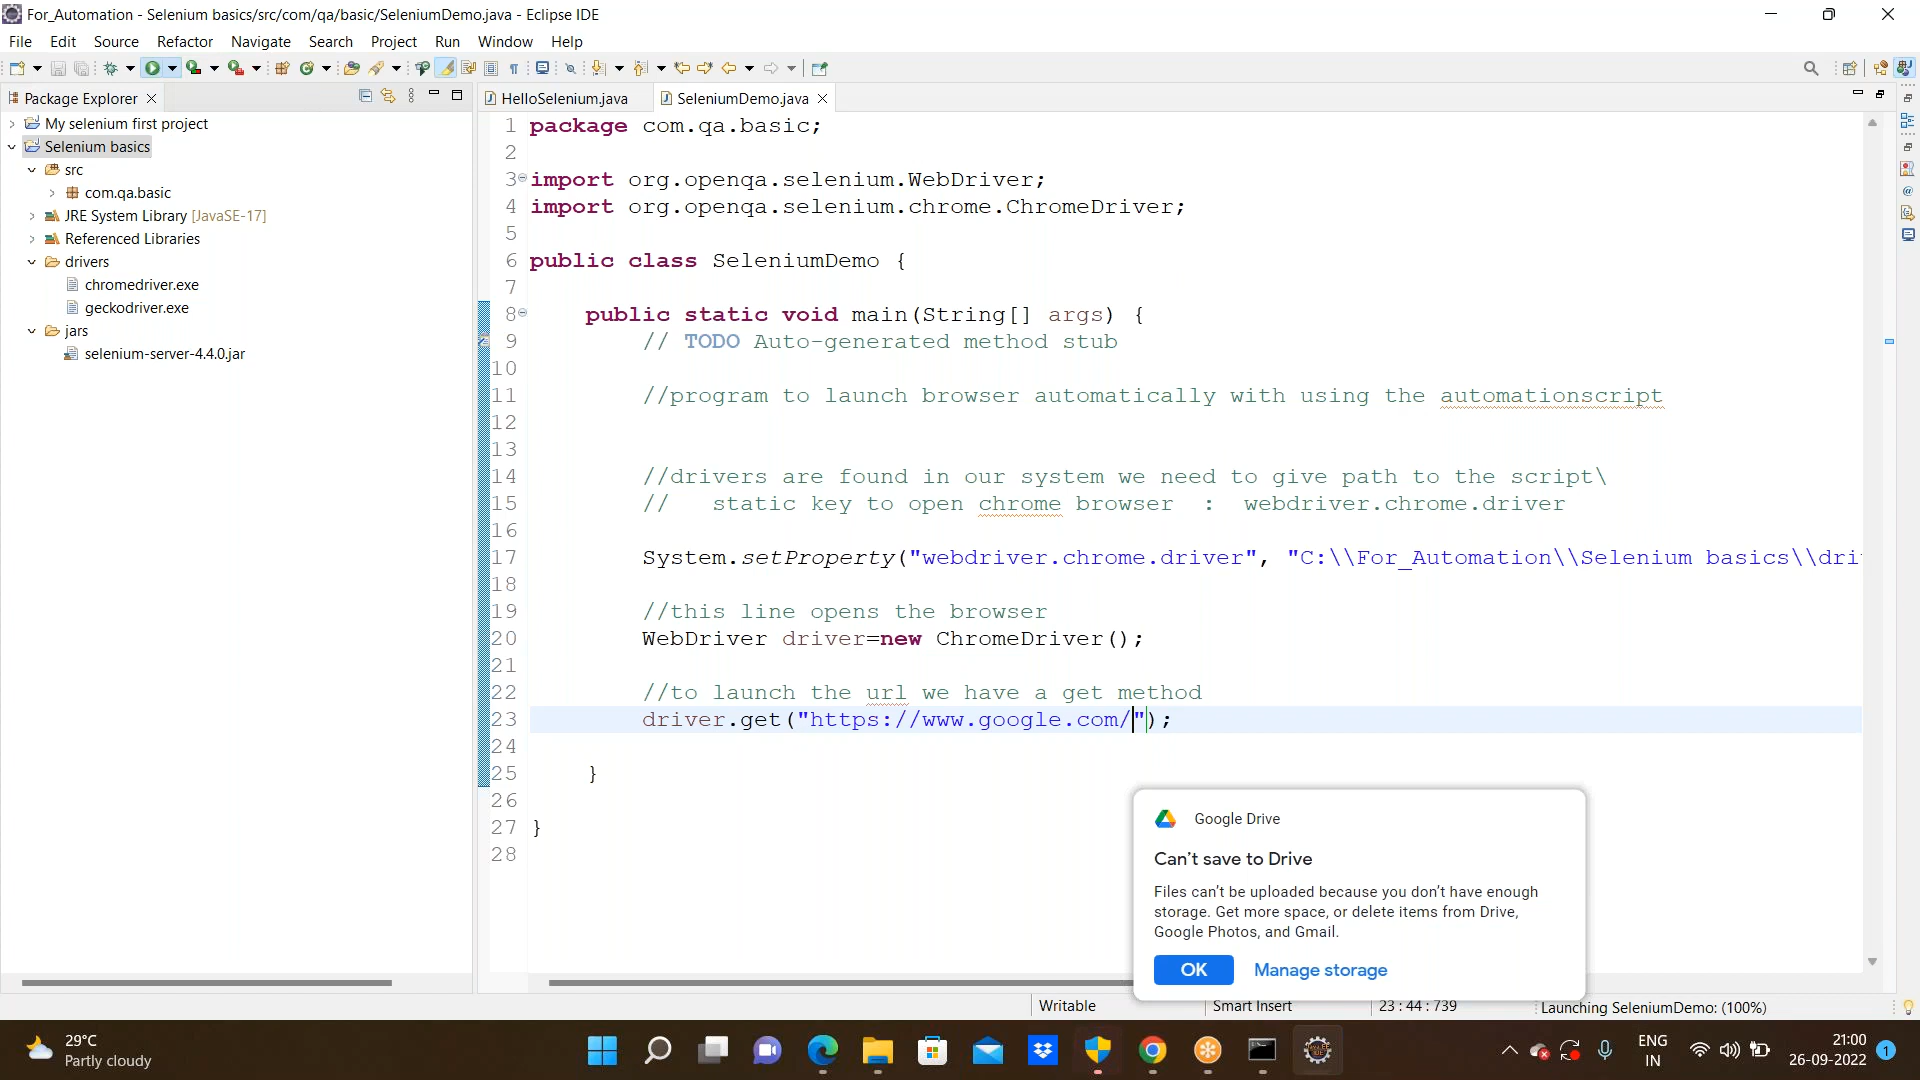 For_Automation - Selenium basics/src/com/qa/basic/SeleniumDemo.java - Eclipse IDE
File Edit Source Refactor Navigate Search Project Run Window Help
Package Explorer
HelloSelenium.java
SeleniumDemo.java
My selenium first project
Selenium basics
src
com.qa.basic
JRE System Library [JavaSE-17]
Referenced Libraries
drivers
chromedriver.exe
geckodriver.exe
jars
selenium-server-4.4.0.jar
1 package com.qa.basic;
2
3 import org.openqa.selenium.WebDriver;
4 import org.openqa.selenium.chrome.ChromeDriver;
5
6 public class SeleniumDemo {
7
8 public static void main(String[] args) {
9 // TODO Auto-generated method stub
10
11 //program to launch browser automatically with using the automationscript
12
13
14 //drivers are found in our system we need to give path to the script\
15 // static key to open chrome browser : webdriver.chrome.driver
16
17 System.setProperty("webdriver.chrome.driver", "C:\\For_Automation\\Selenium basics\\dri
18
19 //this line opens the browser
20 WebDriver driver=new ChromeDriver();
21
22 //to launch the url we have a get method
23 driver.get("https://www.google.com/");
24
25 }
26
27 }
28
Google Drive
Can't save to Drive
Files can't be uploaded because you don't have enough
storage. Get more space, or delete items from Drive,
Google Photos, and Gmail.
OK Manage storage
Writable Smart Insert 23 : 44 : 739 Launching SeleniumDemo: (100%)
29°C
Partly cloudy
ENG
IN
21:00
26-09-2022
1